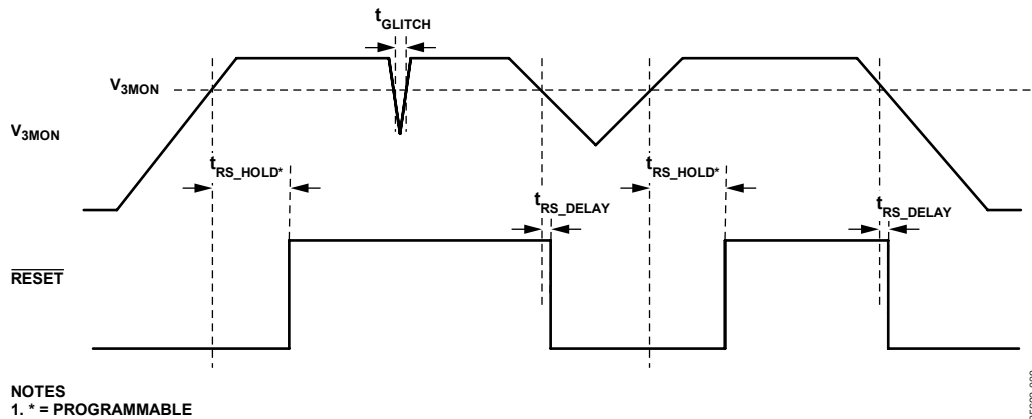 tGLITCH
V3MON
V3MON
tRS_HOLD*
tRS_HOLD*
tRS_DELAY
tRS_DELAY
RESET
NOTES
1. * = PROGRAMMABLE